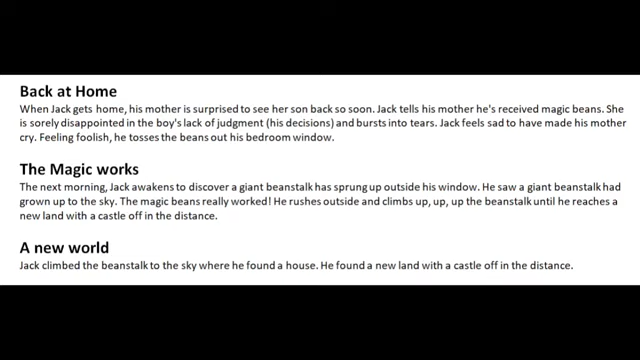 Back at Home
When Jack gets home, his mother is surprised to see her son back so soon. Jack tells his mother he's received magic beans. She
is sorely disappointed in the boy's lack of judgment (his decisions) and bursts into tears. Jack feels sad to have made his mother
cry. Feeling foolish, he tosses the beans out his bedroom window.
The Magic works
The next morning, Jack awakens to discover a giant beanstalk has sprung up outside his window. He saw a giant beanstalk had
grown up to the sky. The magic beans really worked! He rushes outside and climbs up, up, up the beanstalk until he reaches a
new land with a castle off in the distance.
A new world
Jack climbed the beanstalk to the sky where he found a house. He found a new land with a castle off in the distance.